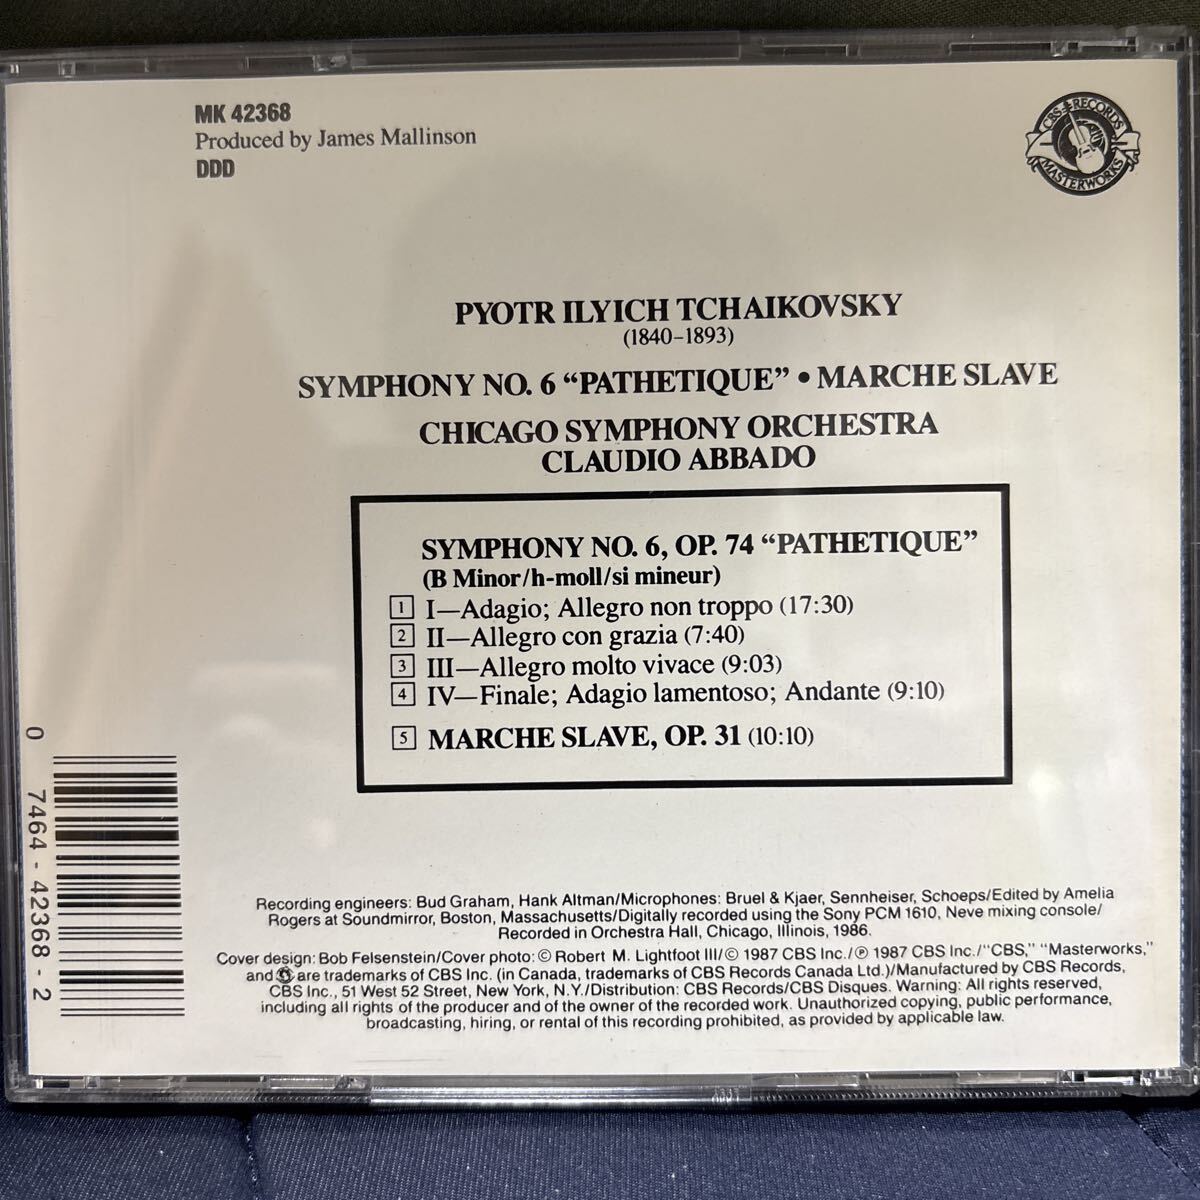 MK 42368
Produced by James Mallinson
DDD
CBS RECORDS
MASTERWORKS
PYOTR ILYICH TCHAIKOVSKY
(1840–1893)
SYMPHONY NO. 6 “PATHETIQUE” • MARCHE SLAVE
CHICAGO SYMPHONY ORCHESTRA
CLAUDIO ABBADO
SYMPHONY NO. 6, OP. 74 “PATHETIQUE”
(B Minor/h-moll/si mineur)
1 I—Adagio; Allegro non troppo (17:30)
2 II—Allegro con grazia (7:40)
3 III—Allegro molto vivace (9:03)
4 IV—Finale; Adagio lamentoso; Andante (9:10)
5 MARCHE SLAVE, OP. 31 (10:10)
0 7464-42368-2
Recording engineers: Bud Graham, Hank Altman/Microphones: Bruel & Kjaer, Sennheiser, Schoeps/Edited by Amelia
Rogers at Soundmirror, Boston, Massachusetts/Digitally recorded using the Sony PCM 1610, Neve mixing console/
Recorded in Orchestra Hall, Chicago, Illinois, 1986.
Cover design: Bob Felsenstein/Cover photo: © Robert M. Lightfoot III/© 1987 CBS Inc./℗ 1987 CBS Inc./“CBS,” “Masterworks,”
and are trademarks of CBS Inc. (in Canada, trademarks of CBS Records Canada Ltd.)/Manufactured by CBS Records,
CBS Inc., 51 West 52 Street, New York, N.Y./Distribution: CBS Records/CBS Disques. Warning: All rights reserved,
including all rights of the producer and of the owner of the recorded work. Unauthorized copying, public performance,
broadcasting, hiring, or rental of this recording prohibited, as provided by applicable law.